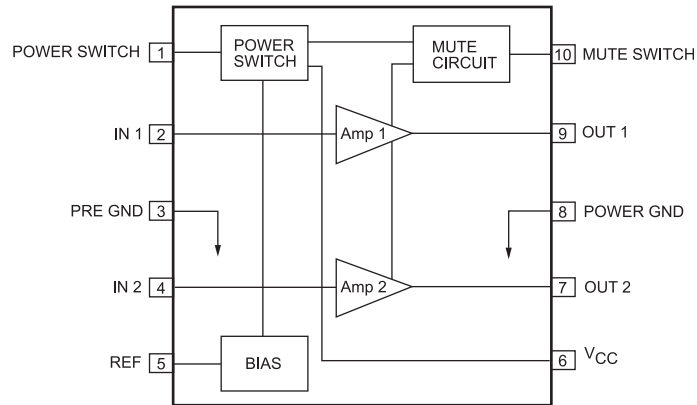 POWER SWITCH 1
POWER
SWITCH
MUTE
CIRCUIT
10 MUTE SWITCH
IN 1 2
Amp 1
9 OUT 1
PRE GND 3
8 POWER GND
IN 2 4
Amp 2
7 OUT 2
REF 5
BIAS
6 VCC